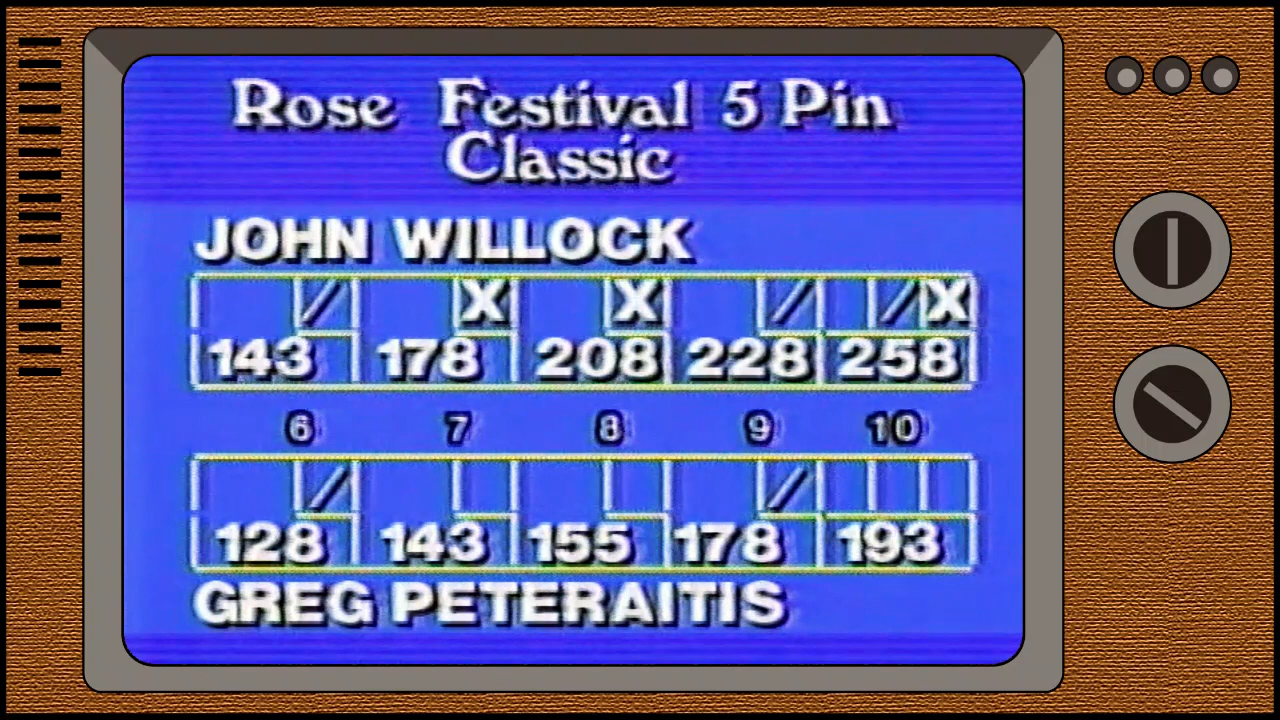 Rose Festival 5 Pin
Classic
JOHN WILLOCK
/ X X / / X
143 178 208 228 258
6 7 8 9 10
/ /
128 143 155 178 193
GREG PETERAITIS